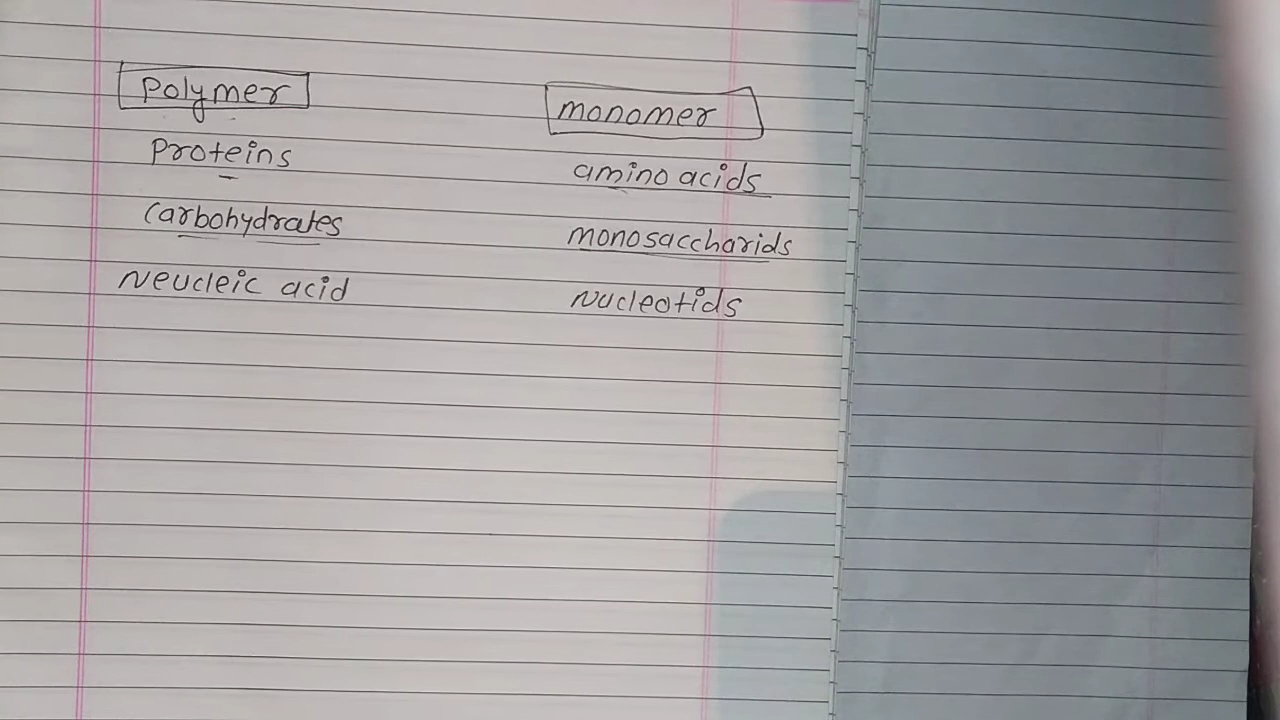 Polymer monomer
Proteins amino acids
Carbohydrates monosaccharids
Neucleic acid Nucleotids